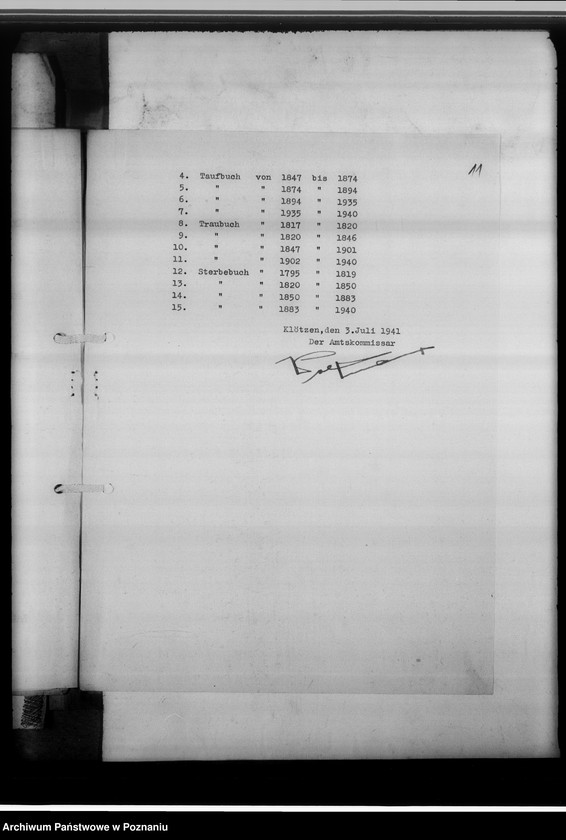 11
4. Taufbuch von 1847 bis 1874
5. " " 1874 " 1894
6. " " 1894 " 1935
7. " " 1935 " 1940
8. Traubuch " 1817 " 1820
9. " " 1820 " 1846
10. " " 1847 " 1901
11. " " 1902 " 1940
12. Sterbebuch " 1795 " 1819
13. " " 1820 " 1850
14. " " 1850 " 1883
15. " " 1883 " 1940
Klötzen,den 3.Juli 1941
Der Amtskommissar
Archiwum Państwowe w Poznaniu